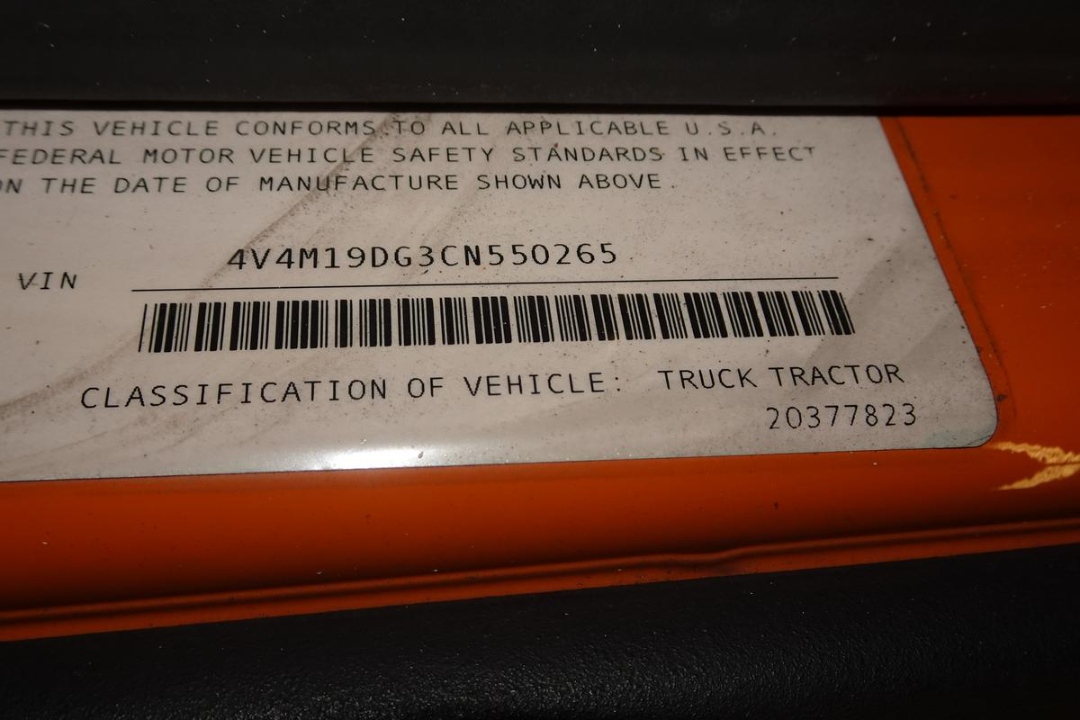 THIS VEHICLE CONFORMS TO ALL APPLICABLE U.S.A.
FEDERAL MOTOR VEHICLE SAFETY STANDARDS IN EFFECT
ON THE DATE OF MANUFACTURE SHOWN ABOVE.
VIN 4V4M19DG3CN550265
CLASSIFICATION OF VEHICLE: TRUCK TRACTOR
20377823